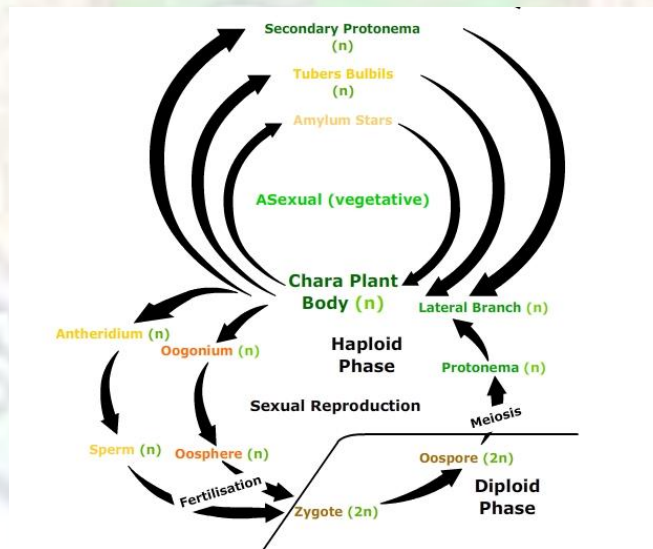 Secondary Protonema
(n)
Tubers Bulbils
(n)
Amylum Stars
ASexual (vegetative)
Chara Plant
Body (n)
Lateral Branch (n)
Antheridium (n)
Oogonium (n)
Haploid
Phase
Protonema (n)
Sexual Reproduction
Meiosis
Sperm (n)
Oosphere (n)
Oospore (2n)
Fertilisation
Zygote (2n)
Diploid
Phase